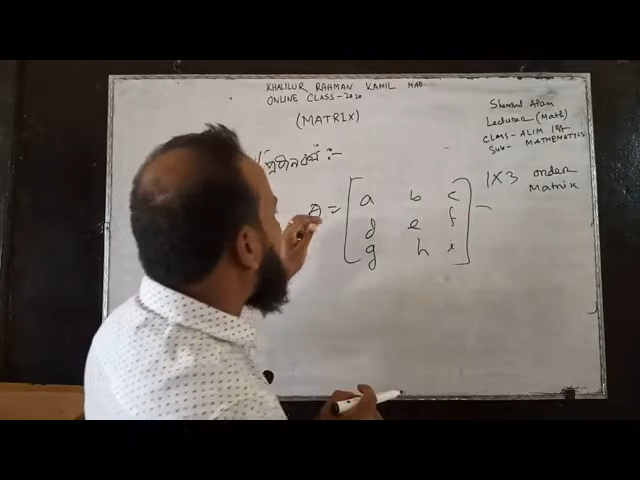 KHALILUR RAHMAN KAMIL MAD
ONLINE CLASS-2020
(MATRIX)
Shamsul Alam
Lecturer (Math)
CLASS-ALIM 1st
Sub- MATHEMATICS
A = [a b c
d e f
g h i]
1X3 order
Matrix